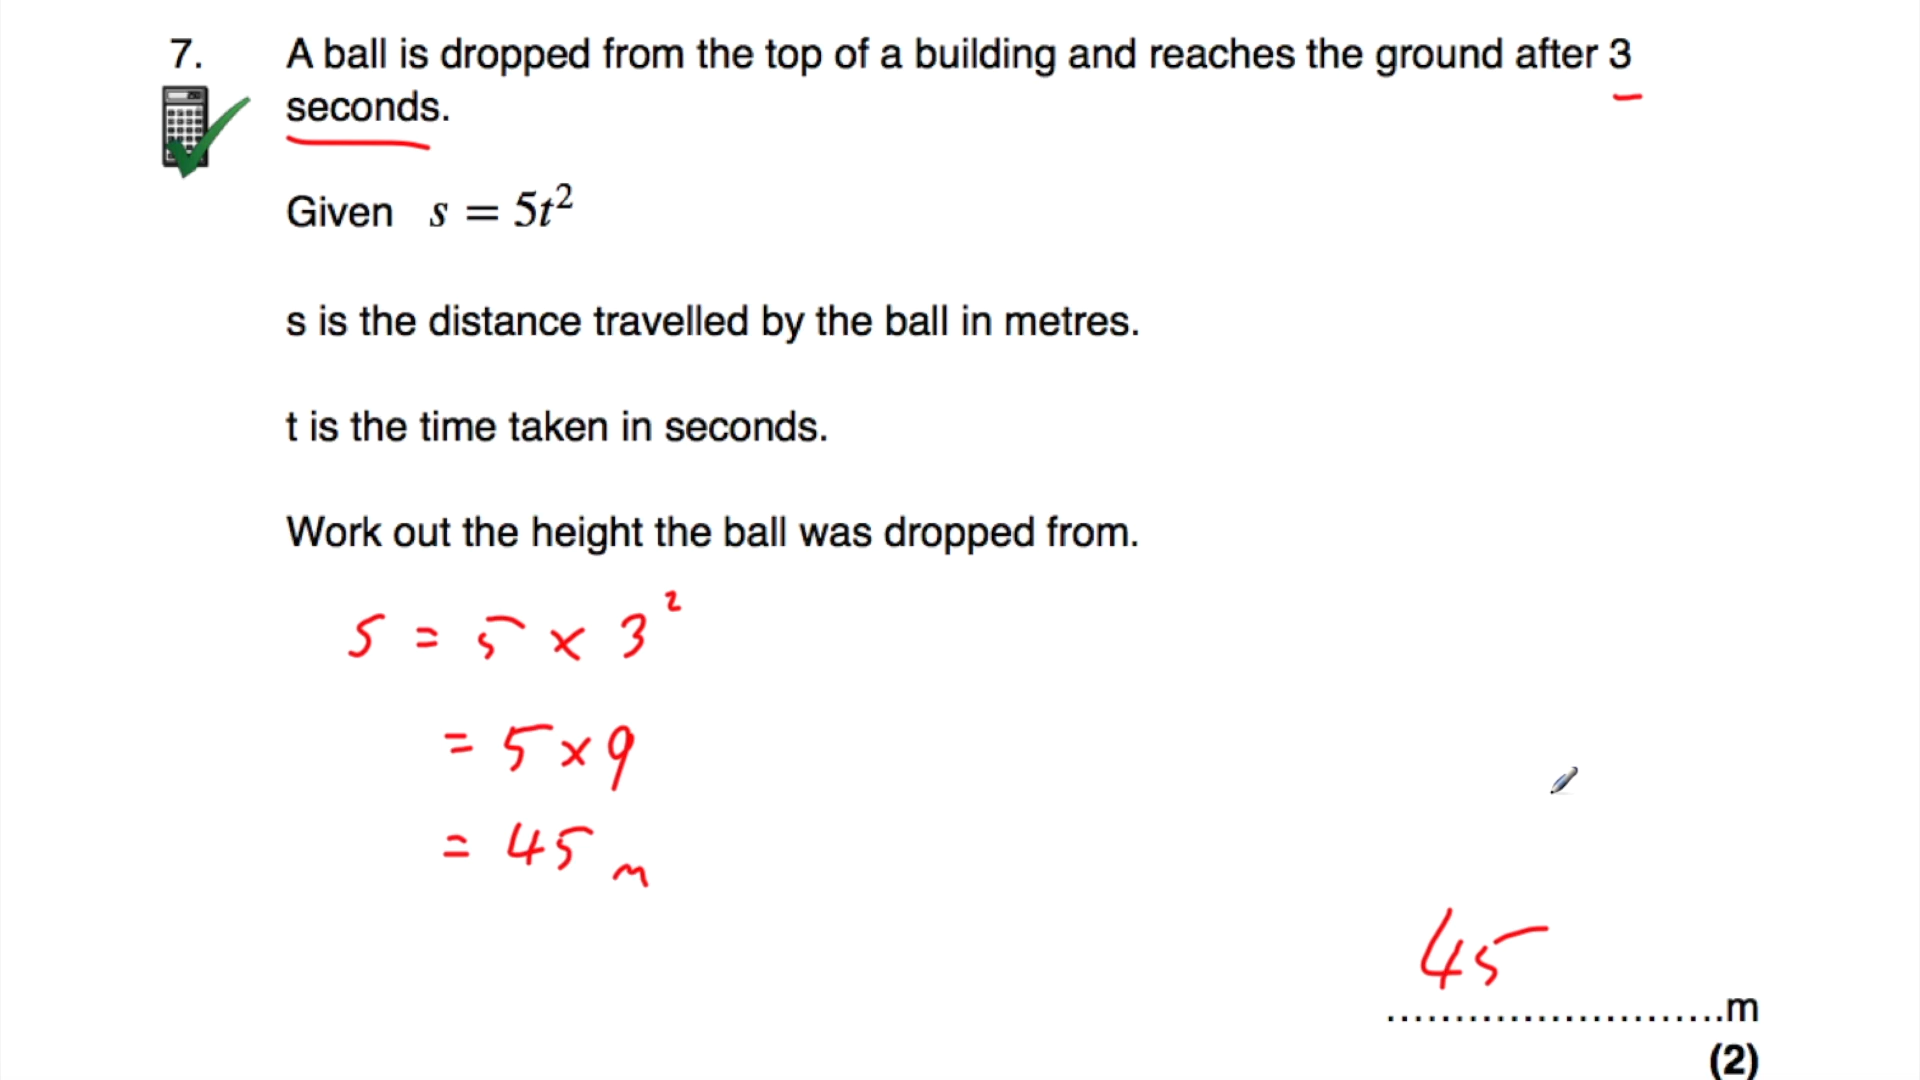 7. A ball is dropped from the top of a building and reaches the ground after 3
seconds.
Given s = 5t²
s is the distance travelled by the ball in metres.
t is the time taken in seconds.
Work out the height the ball was dropped from.
s = 5 × 3²
= 5 × 9
= 45 m
45
..........................m
(2)